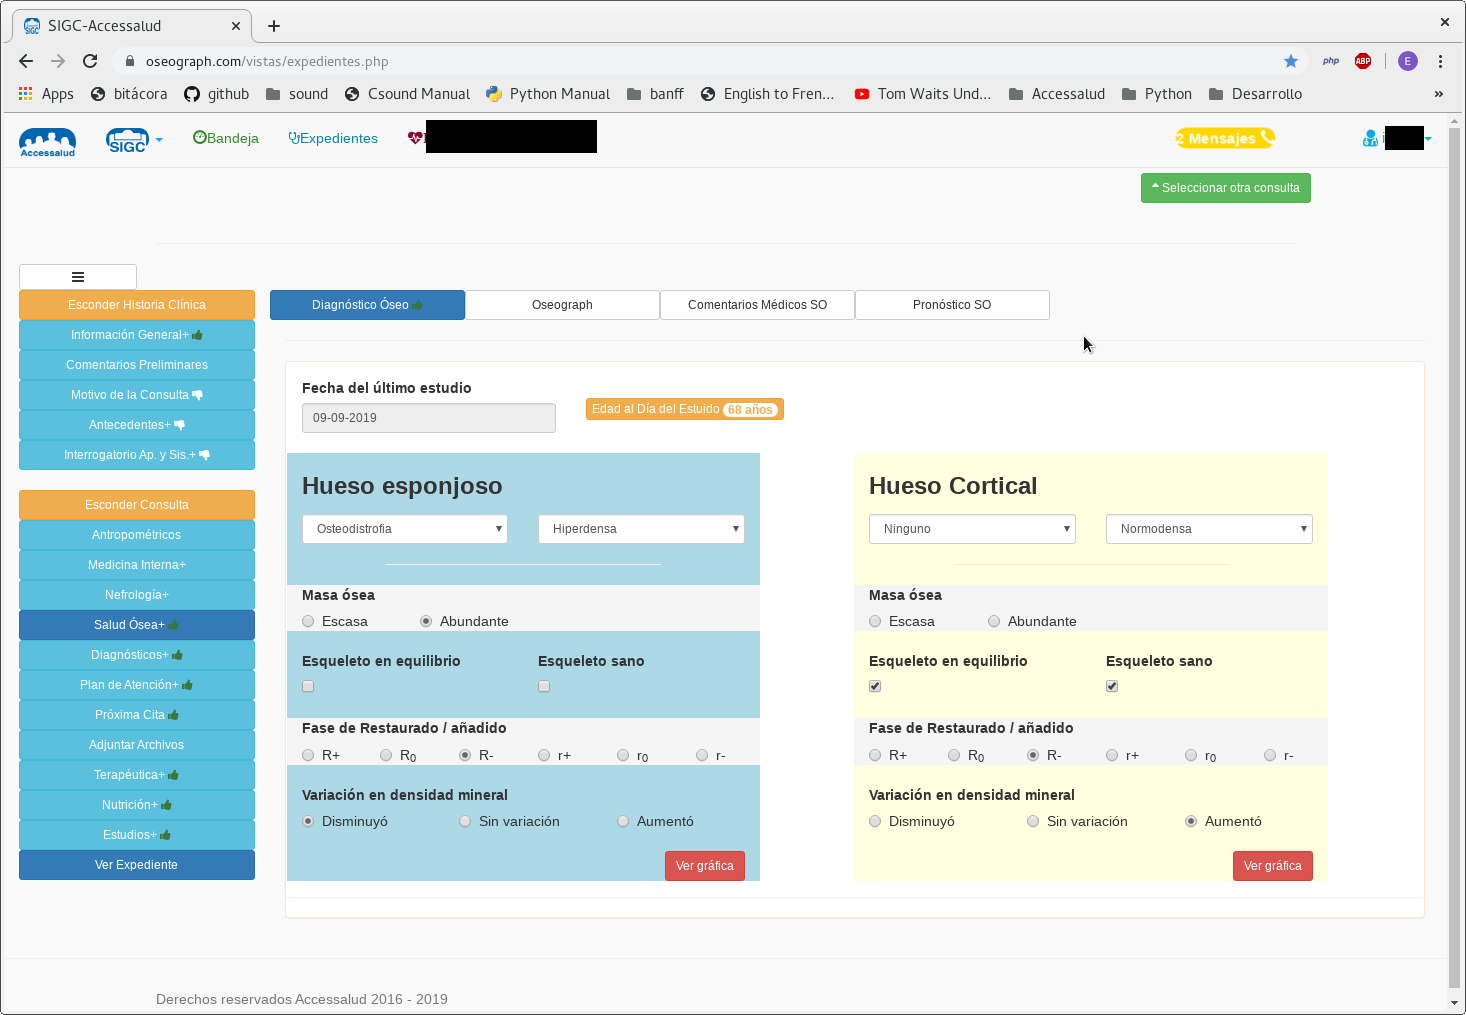 SIGC-Accessalud
oseograph.com/vistas/expedientes.php
php ABP E
Apps bitácora github sound Csound Manual Python Manual banff English to Fren... Tom Waits Und... Accessalud Python Desarrollo »
Accessalud SIGC Bandeja Expedientes 2 Mensajes
Seleccionar otra consulta
Esconder Historia Clínica
Información General+
Comentarios Preliminares
Motivo de la Consulta
Antecedentes+
Interrogatorio Ap. y Sis.+
Esconder Consulta
Antropométricos
Medicina Interna+
Nefrología+
Salud Ósea+
Diagnósticos+
Plan de Atención+
Próxima Cita
Adjuntar Archivos
Terapéutica+
Nutrición+
Estudios+
Ver Expediente
Diagnóstico Óseo Oseograph Comentarios Médicos SO Pronóstico SO
Fecha del último estudio
09-09-2019
Edad al Día del Estuido 68 años
Hueso esponjoso
Osteodistrofia Hiperdensa
Masa ósea
Escasa Abundante
Esqueleto en equilibrio Esqueleto sano
Fase de Restaurado / añadido
R+ R0 R- r+ r0 r-
Variación en densidad mineral
Disminuyó Sin variación Aumentó
Ver gráfica
Hueso Cortical
Ninguno Normodensa
Masa ósea
Escasa Abundante
Esqueleto en equilibrio Esqueleto sano
Fase de Restaurado / añadido
R+ R0 R- r+ r0 r-
Variación en densidad mineral
Disminuyó Sin variación Aumentó
Ver gráfica
Derechos reservados Accessalud 2016 - 2019